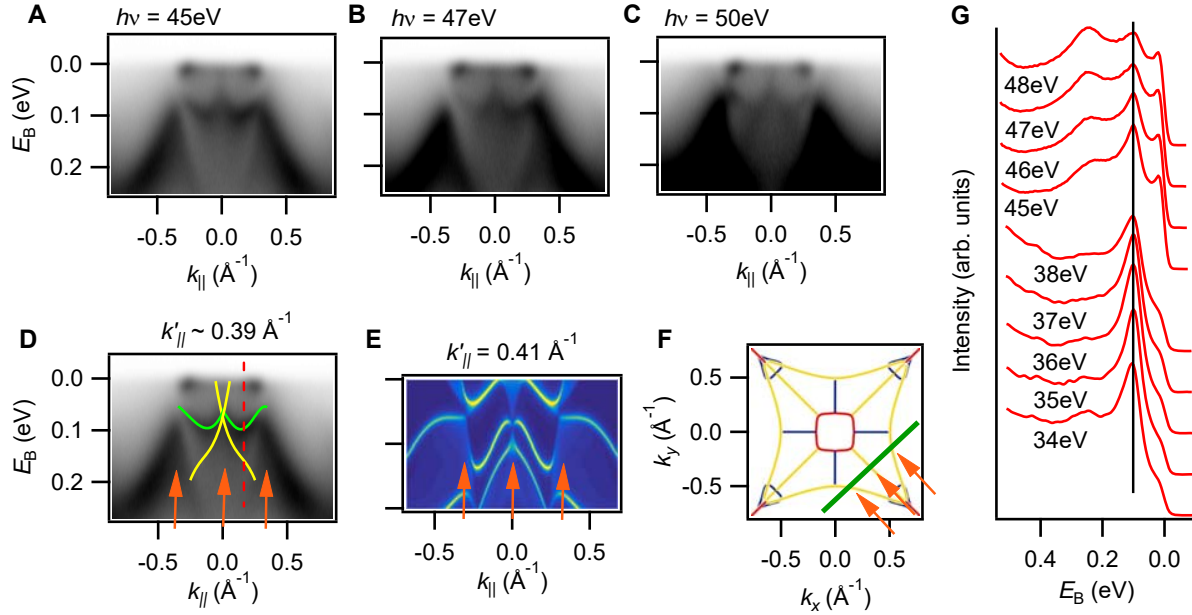 A
hν = 45eV
B
hν = 47eV
C
hν = 50eV
G
0.0
0.1
0.2
E_B (eV)
-0.5 0.0 0.5
k_|| (Å⁻¹)
-0.5 0.0 0.5
k_|| (Å⁻¹)
-0.5 0.0 0.5
k_|| (Å⁻¹)
D
k'_// ~ 0.39 Å⁻¹
E
k'_// = 0.41 Å⁻¹
F
0.0
0.1
0.2
E_B (eV)
-0.5 0.0 0.5
k_// (Å⁻¹)
-0.5 0.0 0.5
k_|| (Å⁻¹)
0.5
0.0
-0.5
k_y (Å⁻¹)
-0.5 0.0 0.5
k_x (Å⁻¹)
Intensity (arb. units)
48eV
47eV
46eV
45eV
38eV
37eV
36eV
35eV
34eV
0.4 0.2 0.0
E_B (eV)